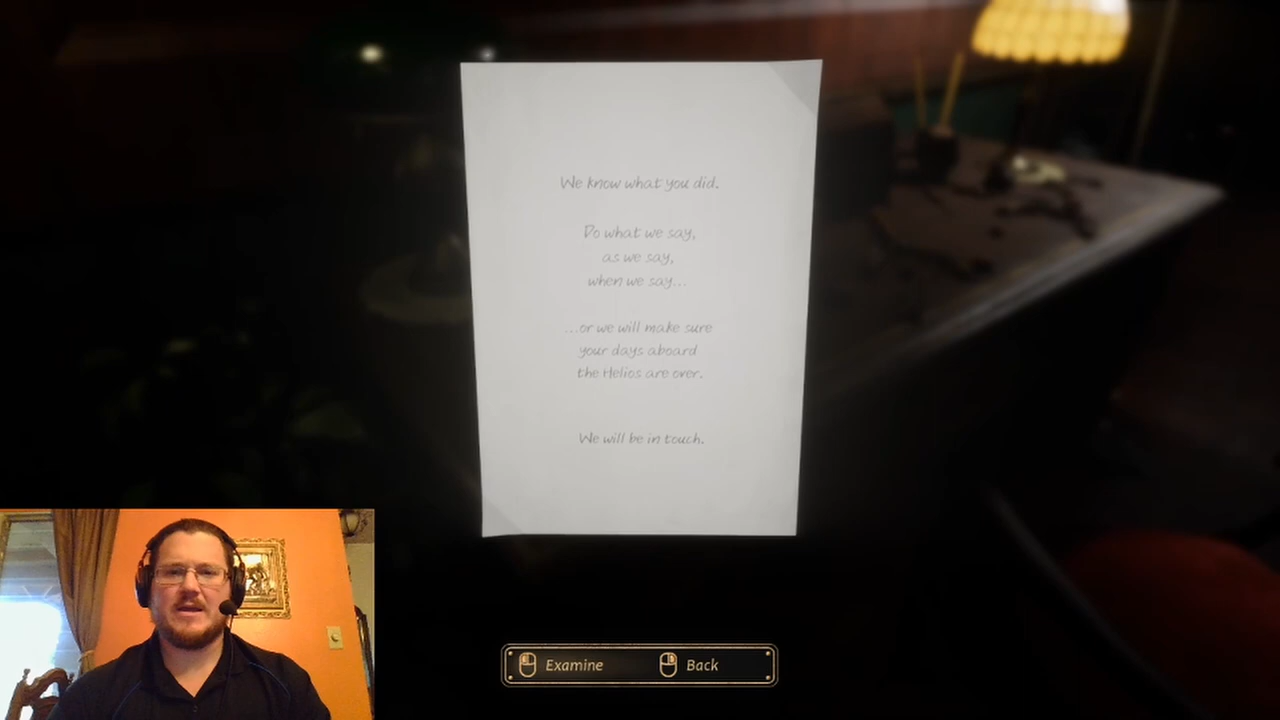 We know what you did.
Do what we say,
as we say,
when we say...
...or we will make sure
your days aboard
the Helios are over.
We will be in touch.
Examine
Back